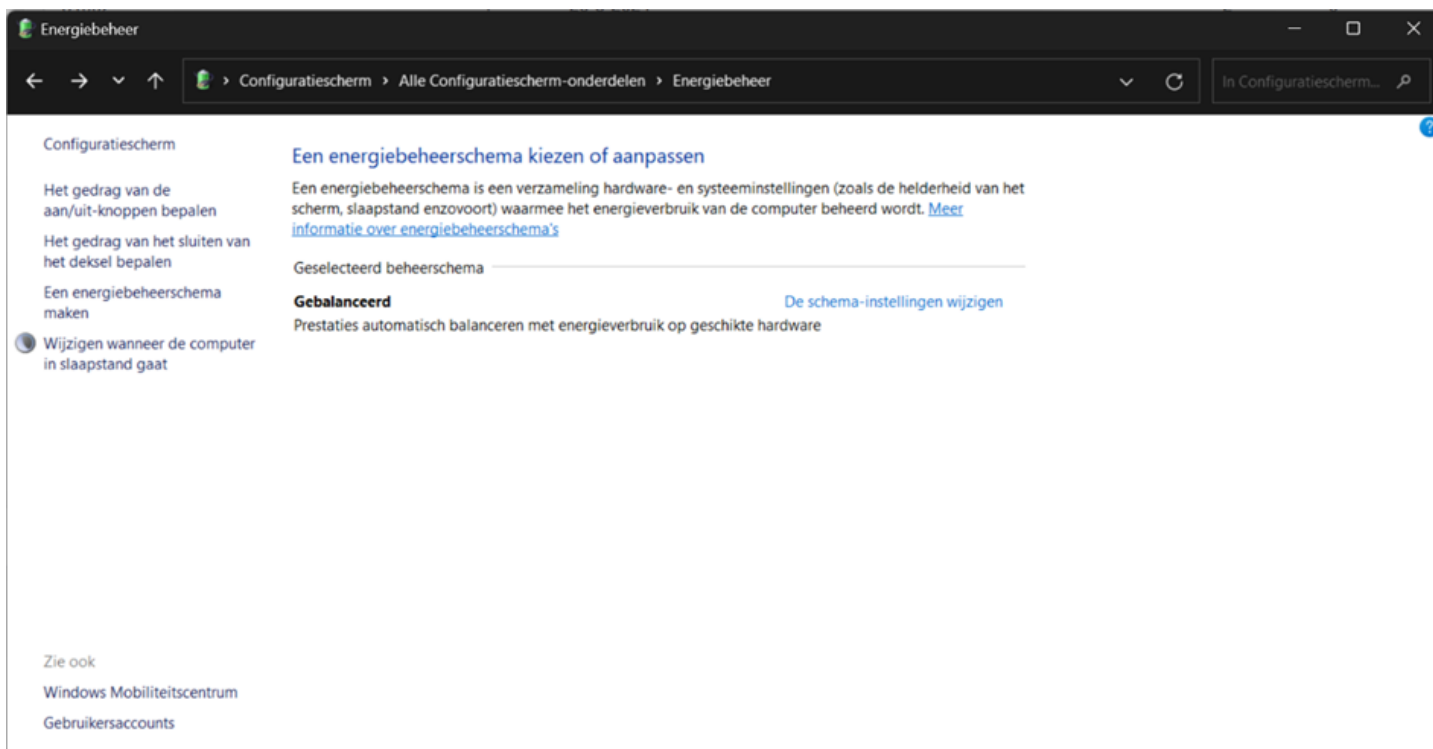 Energiebeheer
Configuratiescherm > Alle Configuratiescherm-onderdelen > Energiebeheer
In Configuratiescherm...
Configuratiescherm
Het gedrag van de
aan/uit-knoppen bepalen
Het gedrag van het sluiten van
het deksel bepalen
Een energiebeheerschema
maken
Wijzigen wanneer de computer
in slaapstand gaat
Een energiebeheerschema kiezen of aanpassen
Een energiebeheerschema is een verzameling hardware- en systeeminstellingen (zoals de helderheid van het
scherm, slaapstand enzovoort) waarmee het energieverbruik van de computer beheerd wordt. Meer
informatie over energiebeheerschema's
Geselecteerd beheerschema
Gebalanceerd De schema-instellingen wijzigen
Prestaties automatisch balanceren met energieverbruik op geschikte hardware
Zie ook
Windows Mobiliteitscentrum
Gebruikersaccounts